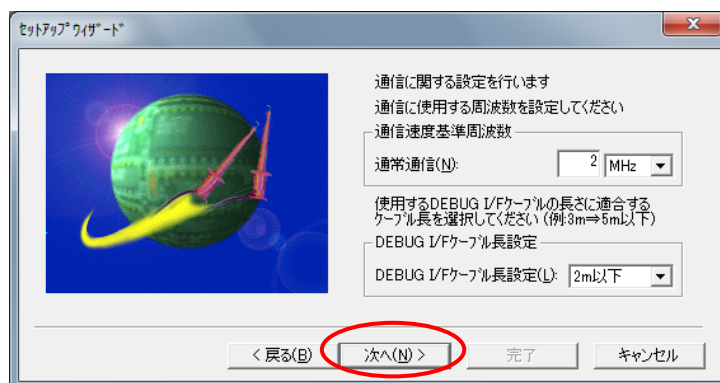 ｾｯﾄｱｯﾌﾟｳｨｻﾞｰﾄﾞ
通信に関する設定を行います
通信に使用する周波数を設定してください
通信速度基準周波数
通常通信(N): 2 MHz
使用するDEBUG I/Fｹｰﾌﾞﾙの長さに適合する
ｹｰﾌﾞﾙ長を選択してください (例:3m⇒5m以下)
DEBUG I/Fｹｰﾌﾞﾙ長設定
DEBUG I/Fｹｰﾌﾞﾙ長設定(L): 2m以下
< 戻る(B) 次へ(N) > 完了 キャンセル